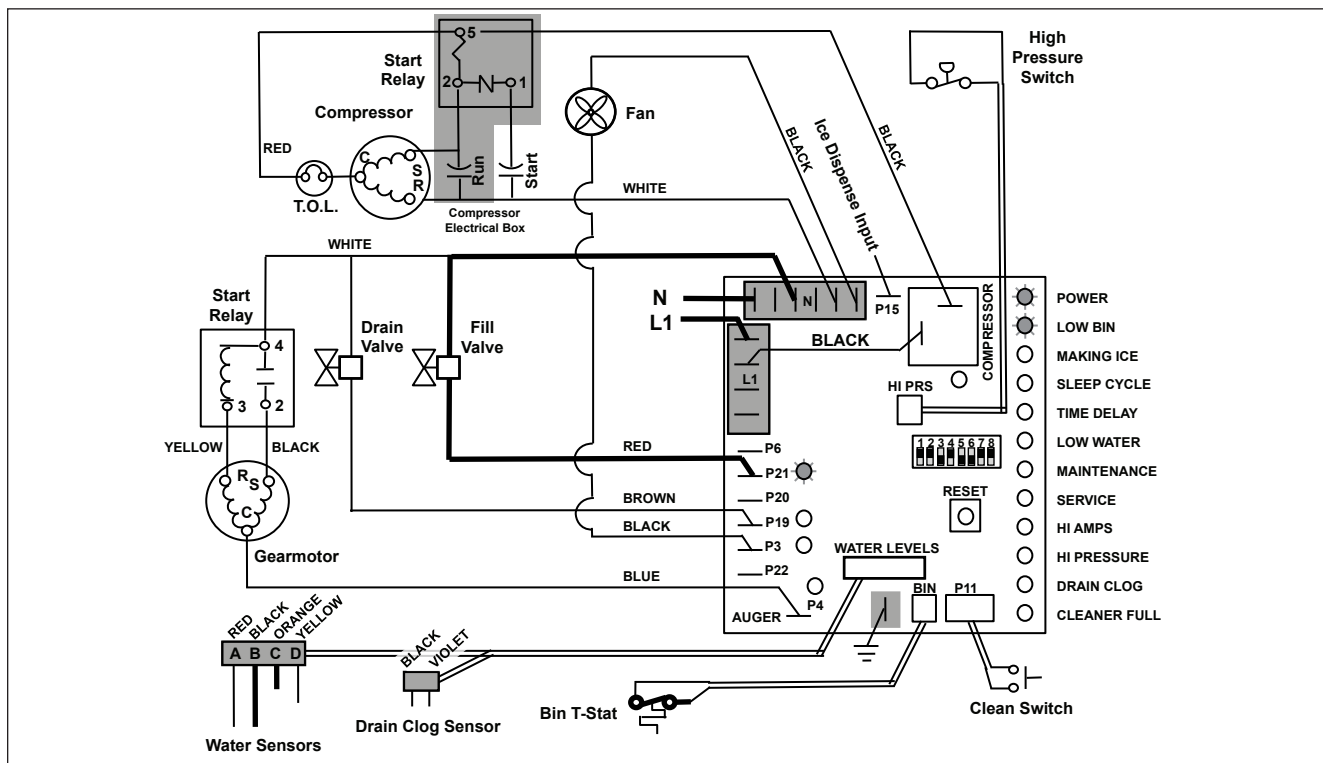 5
Start
Relay
2
N
1
High
Pressure
Switch
Compressor
Fan
RED
C
S
R
Run
Start
BLACK
Ice Dispense Input
BLACK
T.O.L.
WHITE
Compressor
Electrical Box
WHITE
Start
Relay
4
3
2
Drain
Valve
Fill
Valve
N
L1
N
P15
COMPRESSOR
BLACK
L1
HI PRS
POWER
LOW BIN
MAKING ICE
SLEEP CYCLE
TIME DELAY
LOW WATER
MAINTENANCE
SERVICE
HI AMPS
HI PRESSURE
DRAIN CLOG
CLEANER FULL
YELLOW
BLACK
R
S
C
Gearmotor
RED
BROWN
BLACK
BLUE
P6
P21
P20
P19
P3
P22
P4
AUGER
1 2 3 4 5 6 7 8
RESET
WATER LEVELS
BIN
P11
RED
BLACK
ORANGE
YELLOW
A B C D
Water Sensors
BLACK
VIOLET
Drain Clog Sensor
Bin T-Stat
Clean Switch